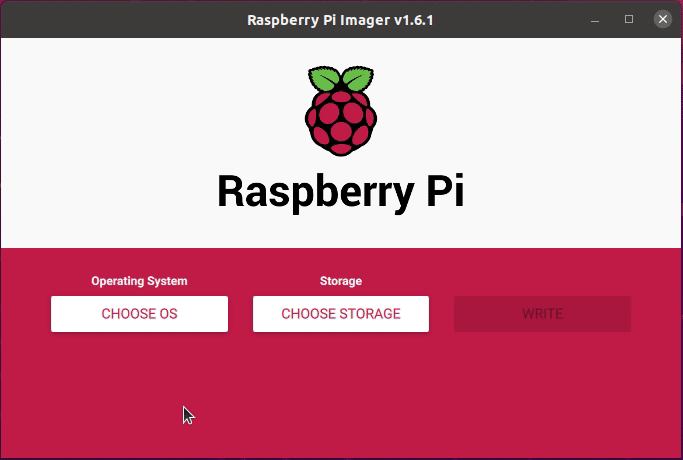 Raspberry Pi Imager v1.6.1
Raspberry Pi
Operating System
Storage
CHOOSE OS
CHOOSE STORAGE
WRITE